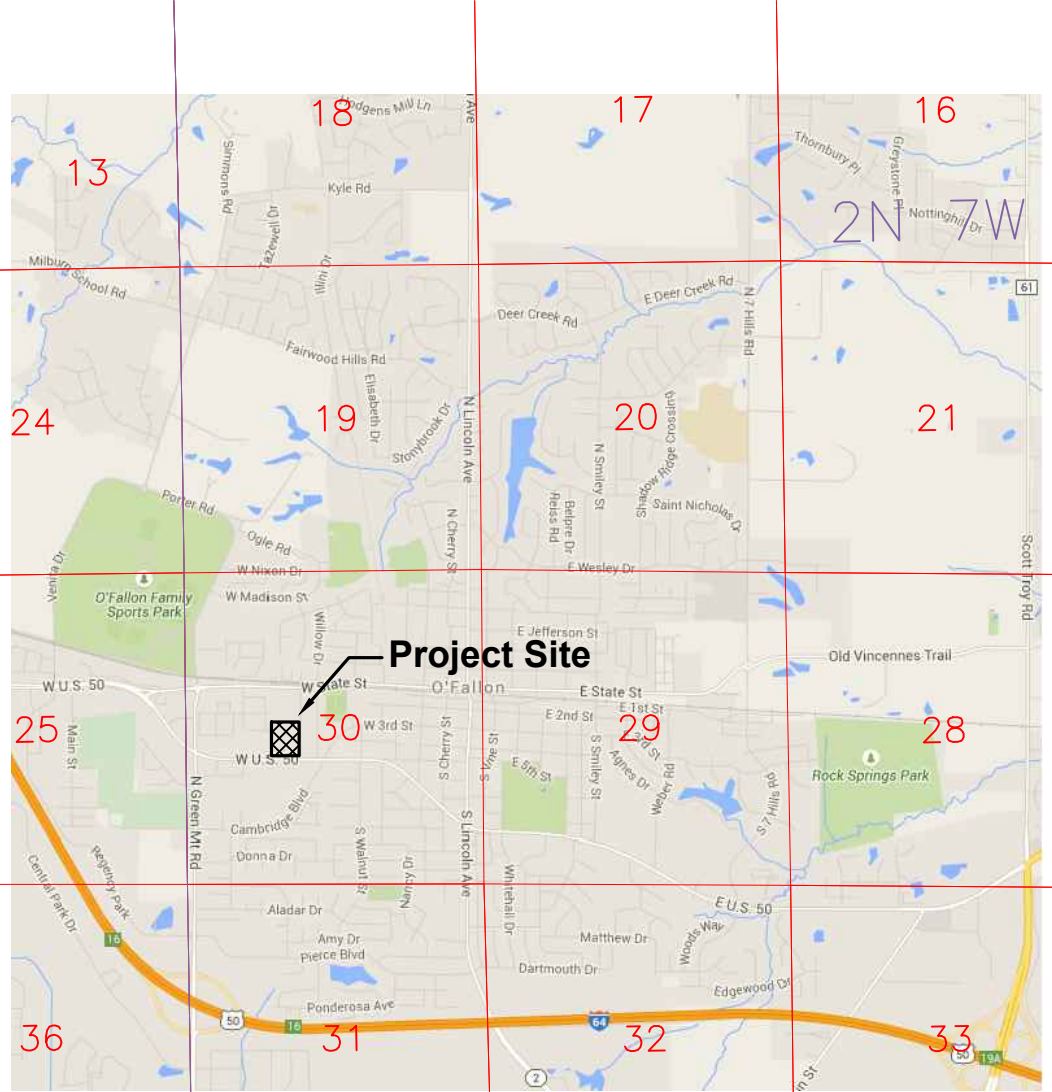 Hodgens Mill Ln
Ave
18
17
16
13
Simmons Rd
Thornbury Pl
Greystone Pl
Kyle Rd
2N 7W
Nottinghill Dr
Tazewell Dr
Milburn School Rd
Wini Dr
E Deer Creek Rd
61
Deer Creek Rd
N 7 Hills Rd
Fairwood Hills Rd
Elisabeth Dr
24
19
20
21
Stonybrook Dr
N Lincoln Ave
N Smiley St
Shadow Ridge Crossing
Porter Rd
N Cherry St
Reiss Rd
Belpre Dr
Saint Nicholas Dr
Ogle Rd
Venita Dr
W Nixon Dr
E Wesley Dr
Scott Troy Rd
O'Fallon Family
Sports Park
W Madison St
Willow Dr
E Jefferson St
Project Site
Old Vincennes Trail
W U.S. 50
W State St
O'Fallon
E State St
E 1st St
E 2nd St
25
Main St
30
W 3rd St
S Cherry St
S Vine St
29
E 3rd St
28
W U.S. 50
E 5th St
S Smiley St
Agnes Dr
Weber Rd
S 7 Hills Rd
Rock Springs Park
N Green Mt Rd
Cambridge Blvd
S Lincoln Ave
Donna Dr
S Walnut St
Nancy Dr
Regency Park
Central Park Dr
Whitehall Dr
Aladar Dr
E U.S. 50
Woods Way
16
Amy Dr
Pierce Blvd
Matthew Dr
Dartmouth Dr
Edgewood Dr
Ponderosa Ave
50
16
64
36
31
32
33
50
19A
2
in St